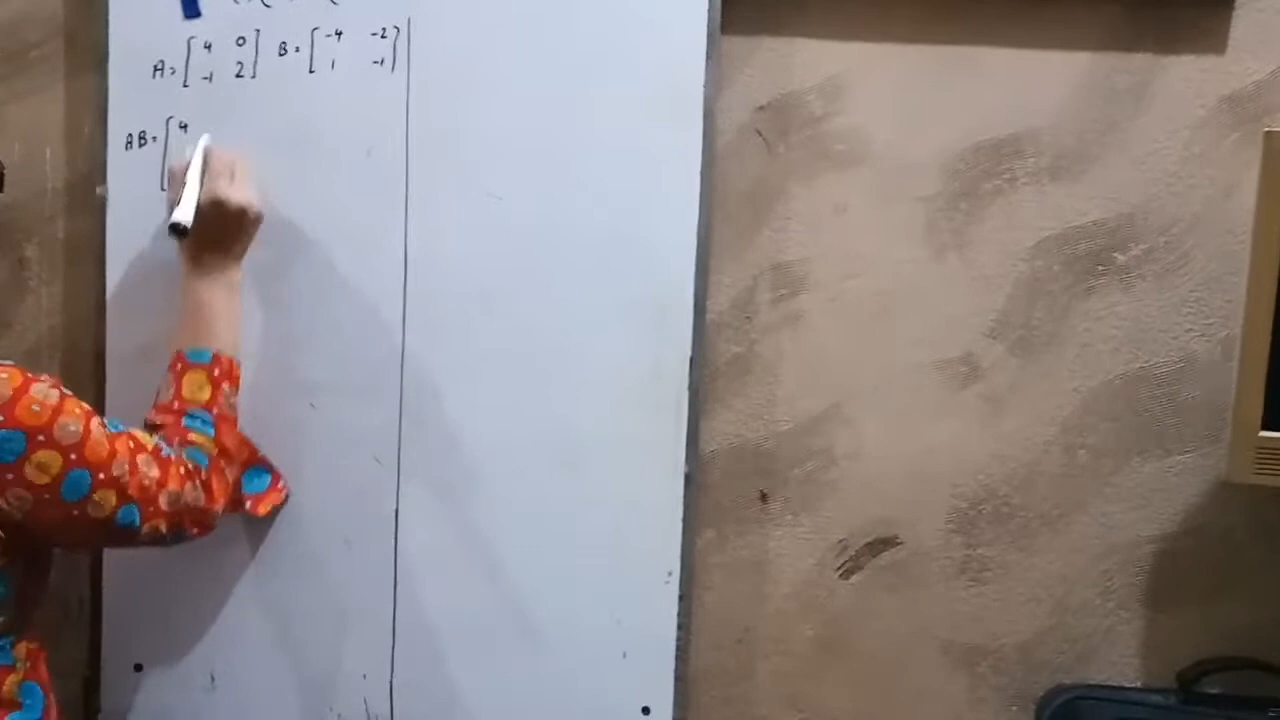 A = [ 4 0 ] B = [ -4 -2 ]
[ -1 2 ] [ 1 -1 ]
AB = [ 4